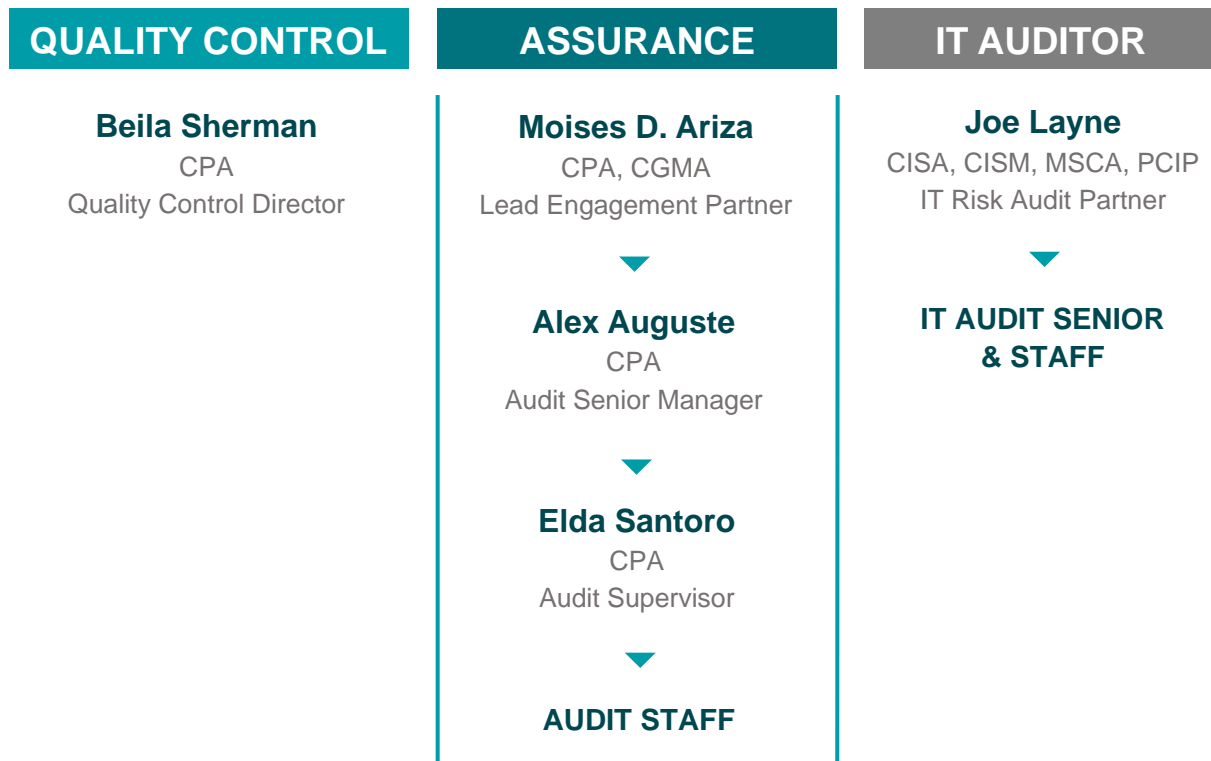 QUALITY CONTROL
Beila Sherman
CPA
Quality Control Director
ASSURANCE
Moises D. Ariza
CPA, CGMA
Lead Engagement Partner
Alex Auguste
CPA
Audit Senior Manager
Elda Santoro
CPA
Audit Supervisor
AUDIT STAFF
IT AUDITOR
Joe Layne
CISA, CISM, MSCA, PCIP
IT Risk Audit Partner
IT AUDIT SENIOR
& STAFF